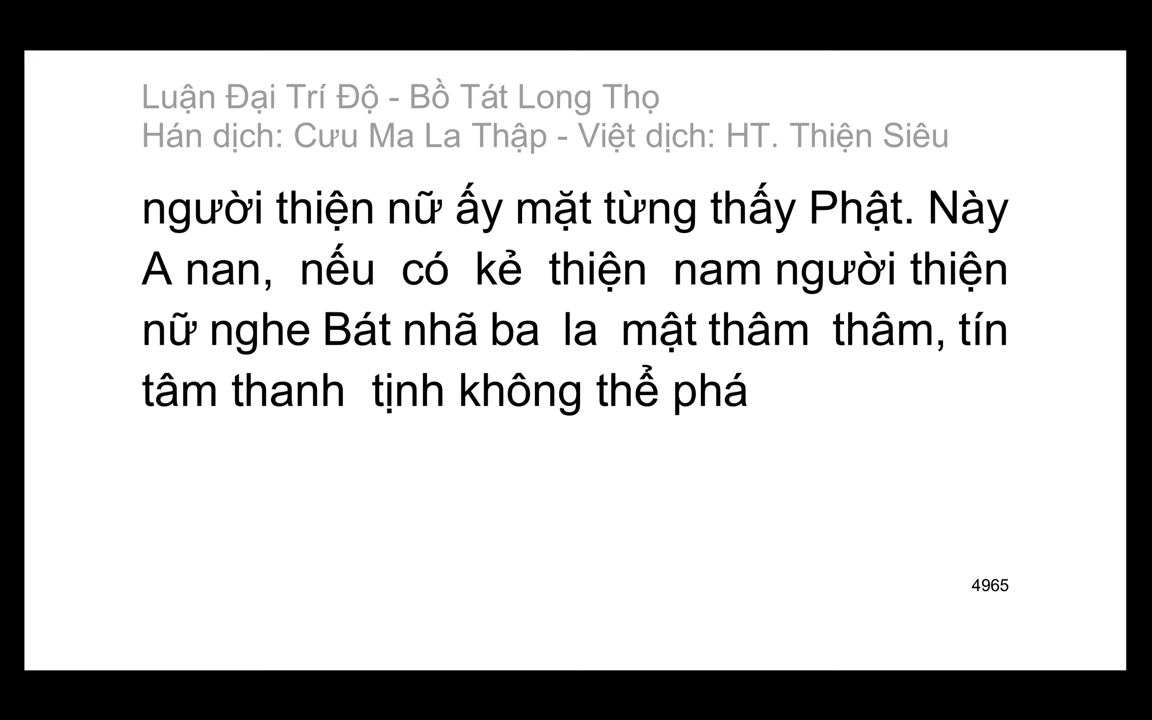 Luận Đại Trí Độ - Bồ Tát Long Thọ
Hán dịch: Cưu Ma La Thập - Việt dịch: HT. Thiện Siêu
người thiện nữ ấy mặt từng thấy Phật. Này
A nan, nếu có kẻ thiện nam người thiện
nữ nghe Bát nhã ba la mật thâm thâm, tín
tâm thanh tịnh không thể phá
4965